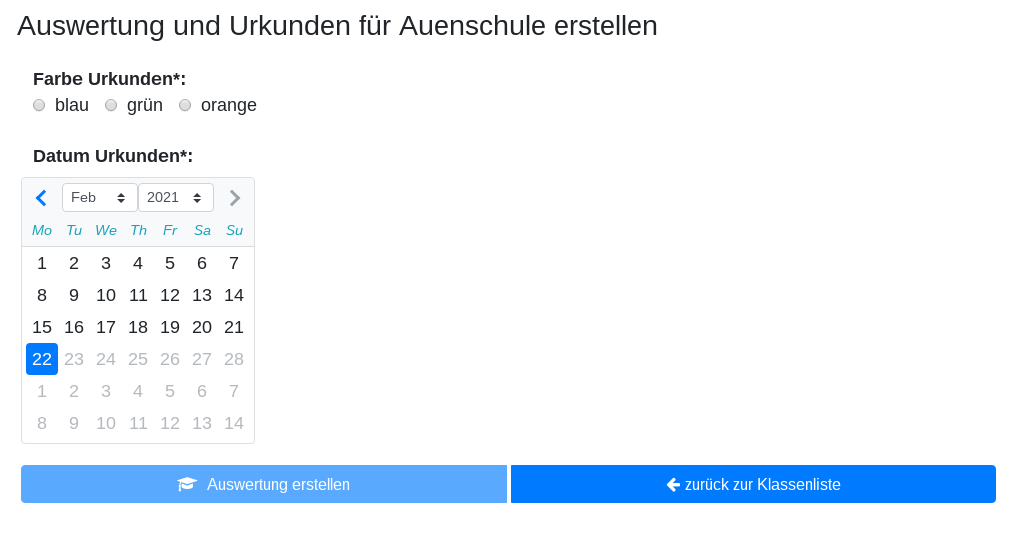 Auswertung und Urkunden für Auenschule erstellen
Farbe Urkunden*:
blau grün orange
Datum Urkunden*:
Feb 2021
Mo Tu We Th Fr Sa Su
1 2 3 4 5 6 7
8 9 10 11 12 13 14
15 16 17 18 19 20 21
22 23 24 25 26 27 28
1 2 3 4 5 6 7
8 9 10 11 12 13 14
Auswertung erstellen zurück zur Klassenliste